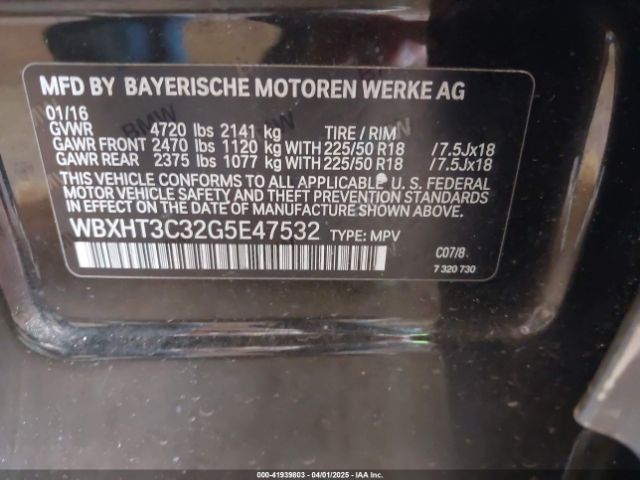 MFD BY BAYERISCHE MOTOREN WERKE AG
01/16
GVWR 4720 lbs 2141 kg TIRE / RIM
GAWR FRONT 2470 lbs 1120 kg WITH 225/50 R18 /7.5Jx18
GAWR REAR 2375 lbs 1077 kg WITH 225/50 R18 /7.5Jx18
THIS VEHICLE CONFORMS TO ALL APPLICABLE U. S. FEDERAL
MOTOR VEHICLE SAFETY AND THEFT PREVENTION
STANDARDS IN EFFECT ON THE DATE OF MANUFACTURE SHOWN ABOVE.
WBXHT3C32G5E47532 TYPE: MPV
C07/8
7 320 730
BMW
BMW
© - 41939803 - 04/01/2025 - IAA Inc.